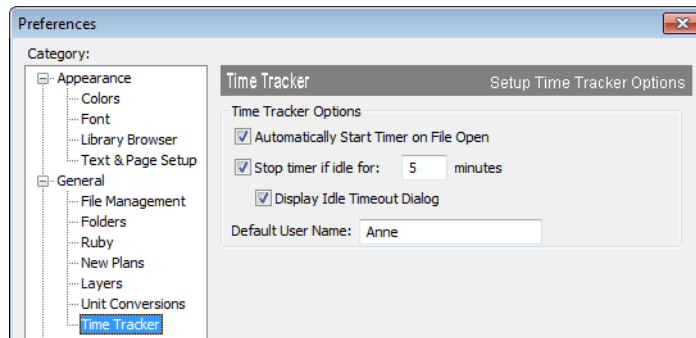 Preferences
Category:
Appearance
Colors
Font
Library Browser
Text & Page Setup
General
File Management
Folders
Ruby
New Plans
Layers
Unit Conversions
Time Tracker
Time Tracker Setup Time Tracker Options
Time Tracker Options
Automatically Start Timer on File Open
Stop timer if idle for: 5 minutes
Display Idle Timeout Dialog
Default User Name: Anne